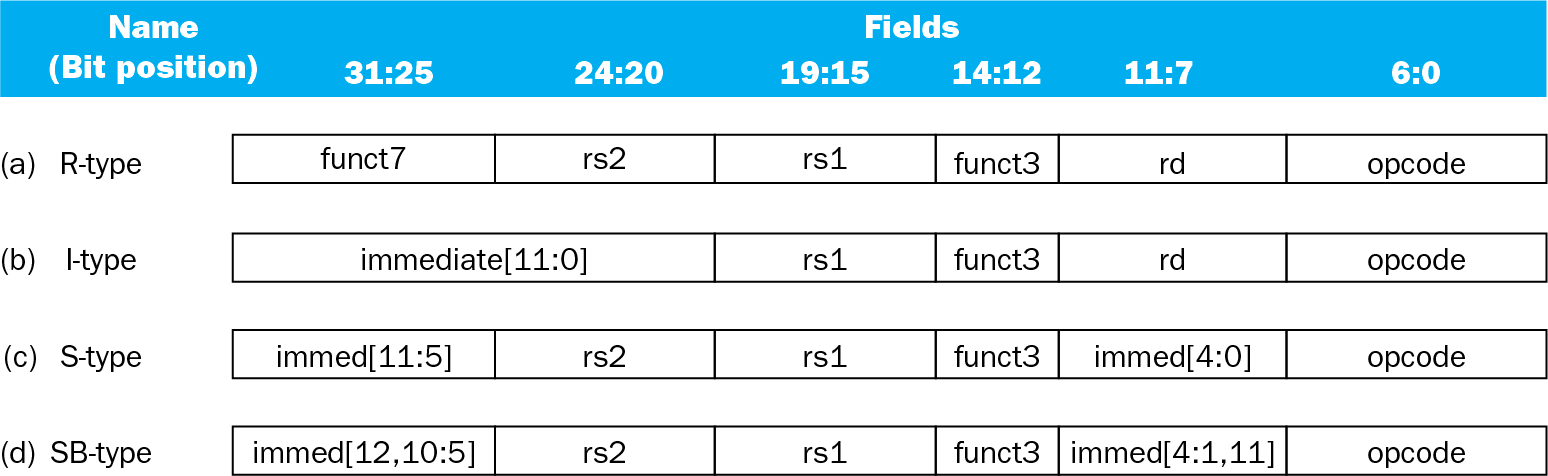 Name Fields
(Bit position) 31:25 24:20 19:15 14:12 11:7 6:0
(a) R-type funct7 rs2 rs1 funct3 rd opcode
(b) I-type immediate[11:0] rs1 funct3 rd opcode
(c) S-type immed[11:5] rs2 rs1 funct3 immed[4:0] opcode
(d) SB-type immed[12,10:5] rs2 rs1 funct3 immed[4:1,11] opcode